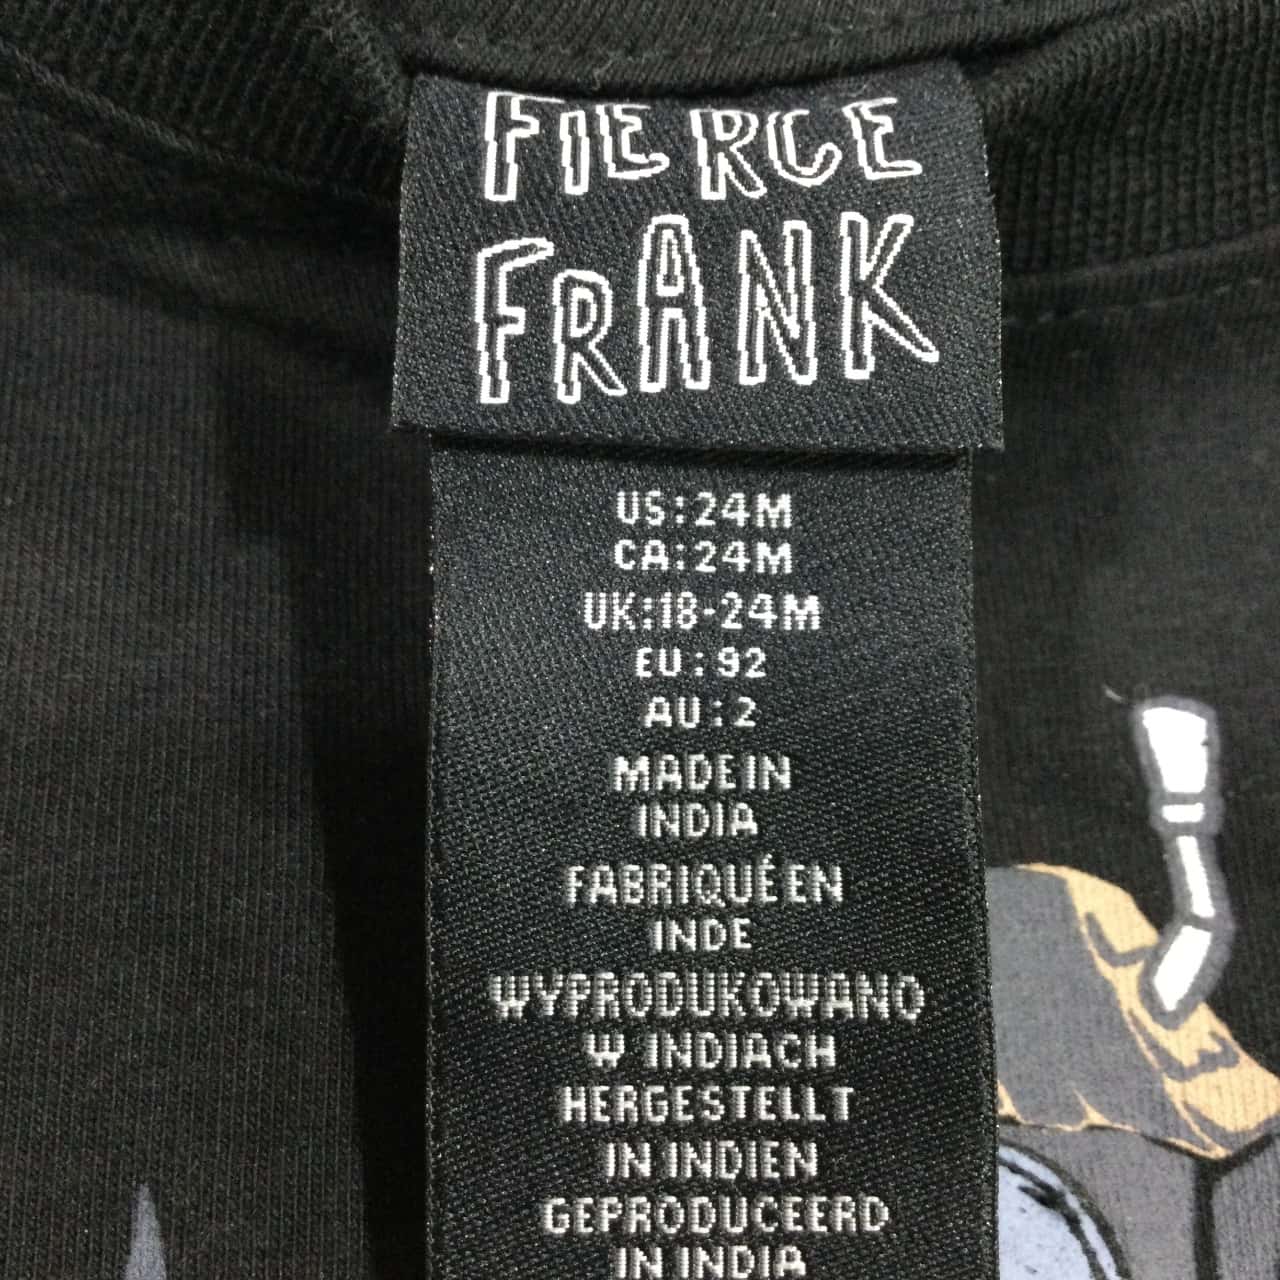 FIERCE
FRANK
US:24M
CA:24M
UK:18-24M
EU:92
AU:2
MADE IN
INDIA
FABRIQUÉ EN
INDE
WYPRODUKOWANO
W INDIACH
HERGESTELLT
IN INDIEN
GEPRODUCEERD
IN INDIA